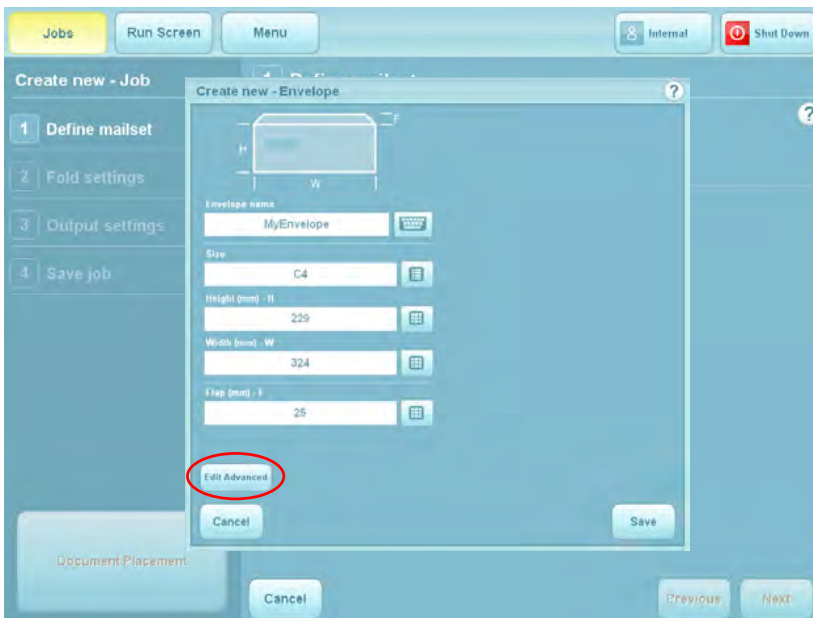 Jobs
Run Screen
Menu
Internal
Shut Down
Create new - Job
Create new - Envelope
?
?
1 Define mailset
2 Fold settings
3 Output settings
4 Save job
F
H
W
Envelope name
MyEnvelope
Size
C4
Height (mm) - H
229
Width (mm) - W
324
Flap (mm) - F
25
Edit Advanced
Cancel
Save
Document Placement
Cancel
Previous
Next